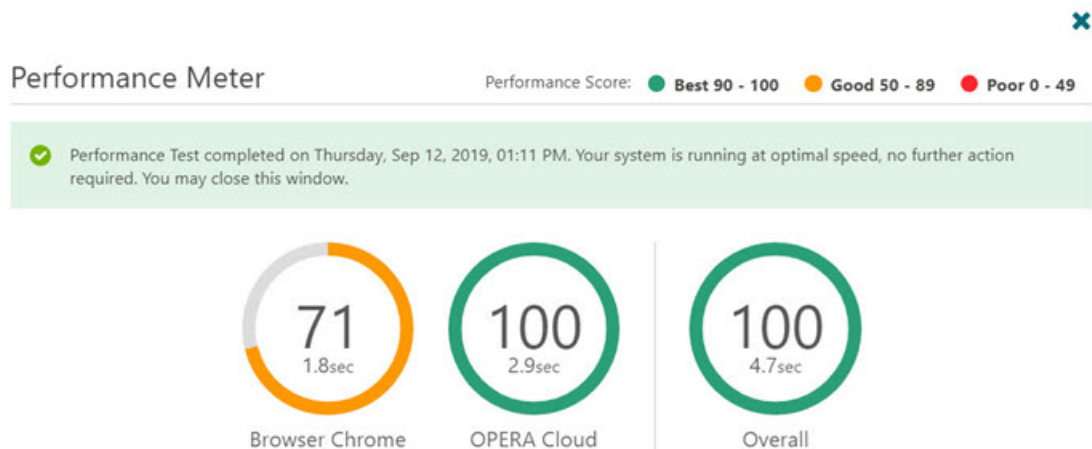 Performance Meter
Performance Score: Best 90 - 100 Good 50 - 89 Poor 0 - 49
Performance Test completed on Thursday, Sep 12, 2019, 01:11 PM. Your system is running at optimal speed, no further action
required. You may close this window.
71 100 100
1.8sec 2.9sec 4.7sec
Browser Chrome OPERA Cloud Overall